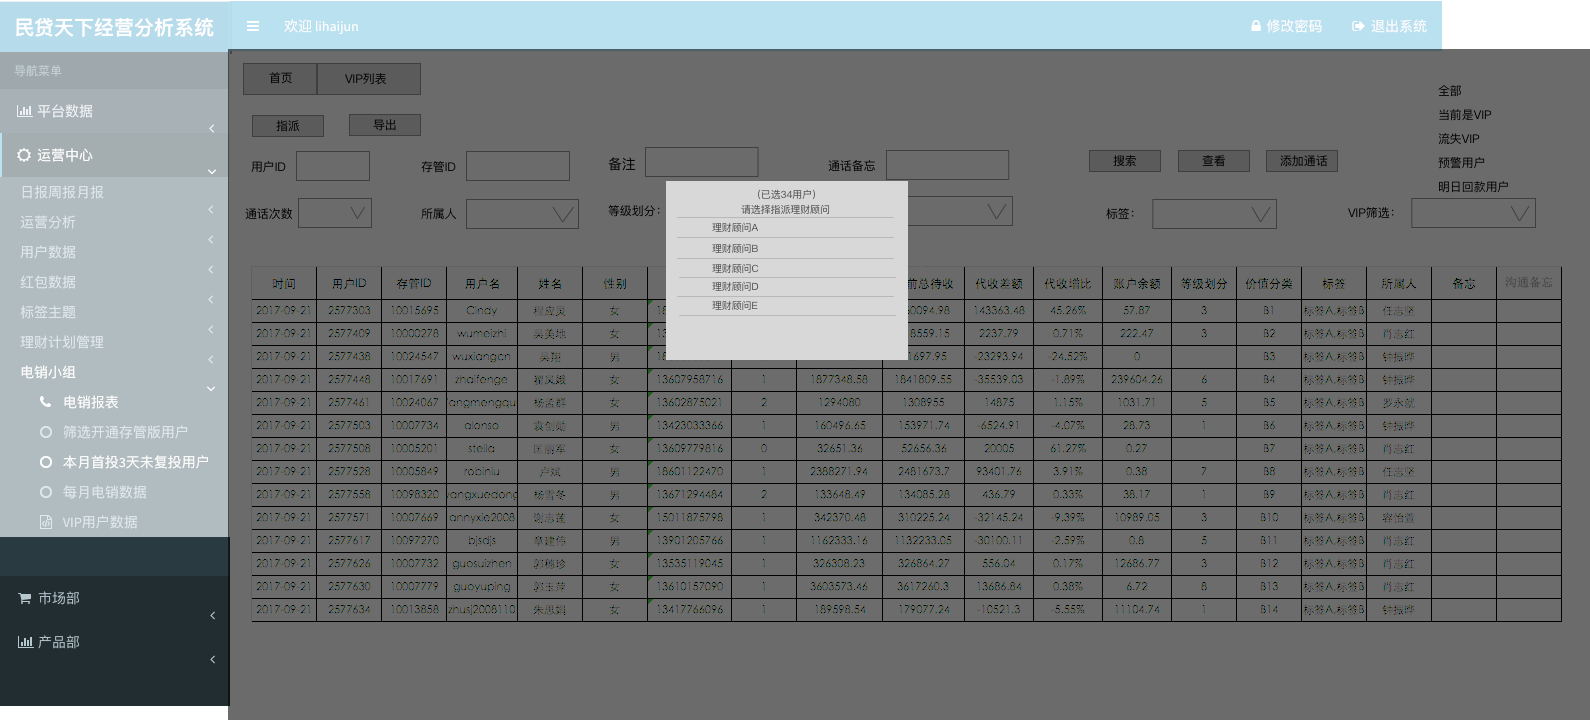 民贷天下经营分析系统
欢迎 lihaijun
修改密码
退出系统
导航菜单
平台数据
运营中心
日报周报月报
运营分析
用户数据
红包数据
标签主题
理财计划管理
电销小组
电销报表
筛选开通存管版用户
本月首投3天未复投用户
每月电销数据
VIP用户数据
市场部
产品部
首页 VIP列表
全部
当前是VIP
流失VIP
预警用户
明日回款用户
指派 导出
用户ID 存管ID 备注 通话备忘 搜索 查看 添加通话
通话次数 所属人 等级划分： 标签： VIP筛选：
(已选34用户)
请选择指派理财顾问
理财顾问A
理财顾问B
理财顾问C
理财顾问D
理财顾问E
时间 用户ID 存管ID 用户名 姓名 性别 前总待收 代收差额 代收增比 账户余额 等级划分 价值分类 标签 所属人 备忘 沟通备忘
2017-09-21 2577303 10015695 Cindy 程应灵 女 143363.48 45.26% 57.87 3 B1 标签A,标签B 任志坚
2017-09-21 2577409 10000278 wumeizhi 吴美地 女 8559.15 2237.79 0.71% 222.47 3 B2 标签A,标签B 肖志红
2017-09-21 2577438 10024547 wuxiangcn 吴翔 男 1697.95 -23293.94 -24.52% 0 B3 标签A,标签B 钟振晔
2017-09-21 2577448 10017691 zhaifenge 翟凤娥 女 13607958716 1 1877348.58 1841809.55 -35539.03 -1.89% 239604.26 6 B4 标签A,标签B 钟振晔
2017-09-21 2577461 10024067 angmengqu 杨孟群 女 13602875021 2 1294080 1308955 14875 1.15% 1031.71 5 B5 标签A,标签B 罗永就
2017-09-21 2577503 10007734 alonso 袁创勋 男 13423033366 1 160496.65 153971.74 -6524.91 -4.07% 28.73 1 B6 标签A,标签B 钟振晔
2017-09-21 2577508 10005201 stella 匡丽军 女 13609779816 0 32651.36 52656.36 20005 61.27% 0.27 B7 标签A,标签B 钟振晔
2017-09-21 2577528 10005849 robinlu 卢斌 男 18601122470 1 2388271.94 2481673.7 93401.76 3.91% 0.38 7 B8 标签A,标签B 任志坚
2017-09-21 2577558 10098320 angxuedong 杨雪冬 男 13671294484 2 133648.49 134085.28 436.79 0.33% 38.17 1 B9 标签A,标签B 肖志红
2017-09-21 2577571 10007669 annyxie2008 谢志莲 女 15011875798 1 342370.48 310225.24 -32145.24 -9.39% 10989.05 3 B10 标签A,标签B 容怡萱
2017-09-21 2577617 10097270 bjsdjs 单建伟 男 13901205766 1 1162333.16 1132233.05 -30100.11 -2.59% 0.8 5 B11 标签A,标签B 肖志红
2017-09-21 2577626 10007732 guosuizhen 郭穗珍 女 13535119045 1 326308.23 326864.27 556.04 0.17% 12686.77 3 B12 标签A,标签B 肖志红
2017-09-21 2577630 10007779 guoyuping 郭玉萍 女 13610157090 1 3603573.46 3617260.3 13686.84 0.38% 6.72 8 B13 标签A,标签B 肖志红
2017-09-21 2577634 10013858 zhusj2008110 朱思娟 女 13417766096 1 189598.54 179077.24 -10521.3 -5.55% 11104.74 1 B14 标签A,标签B 钟振晔